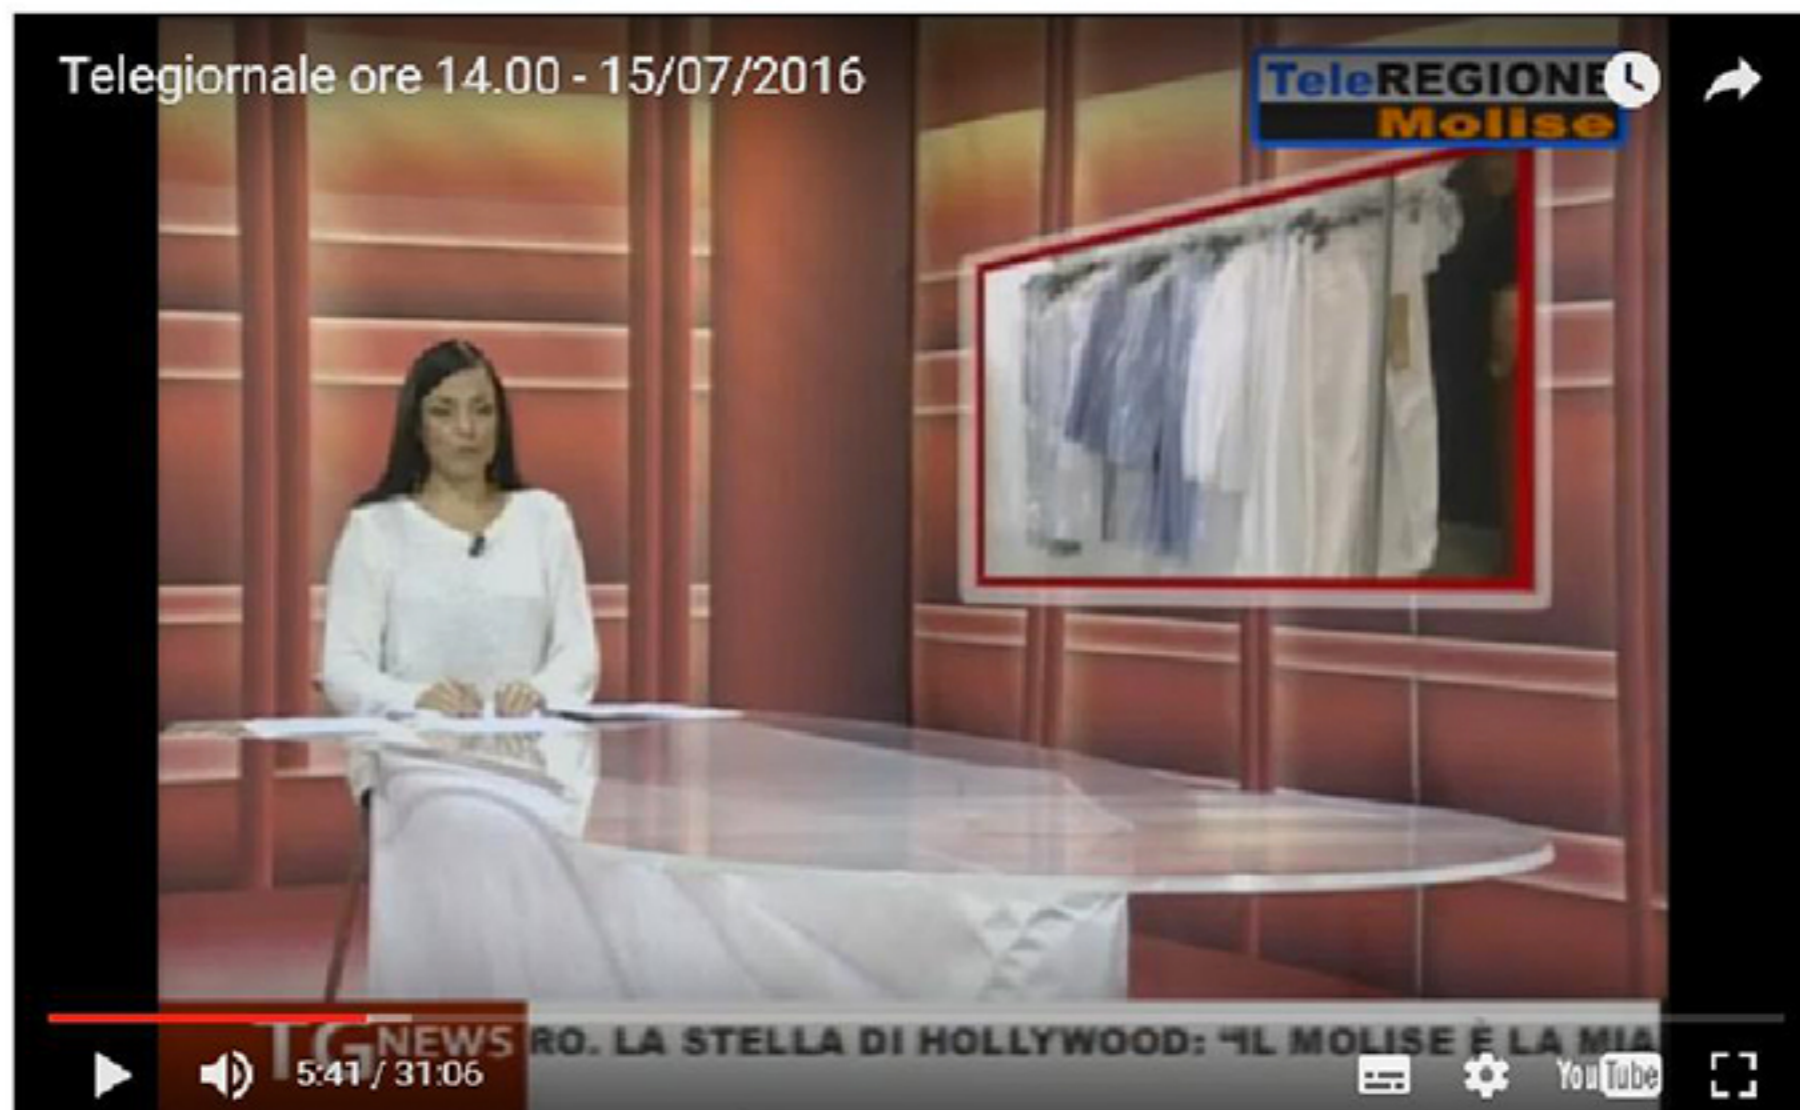 Telegiornale ore 14.00 - 15/07/2016
TeleREGIONE
Molise
TG NEWS
RO. LA STELLA DI HOLLYWOOD: “IL MOLISE È LA MIA
5:41 / 31:06
YouTube